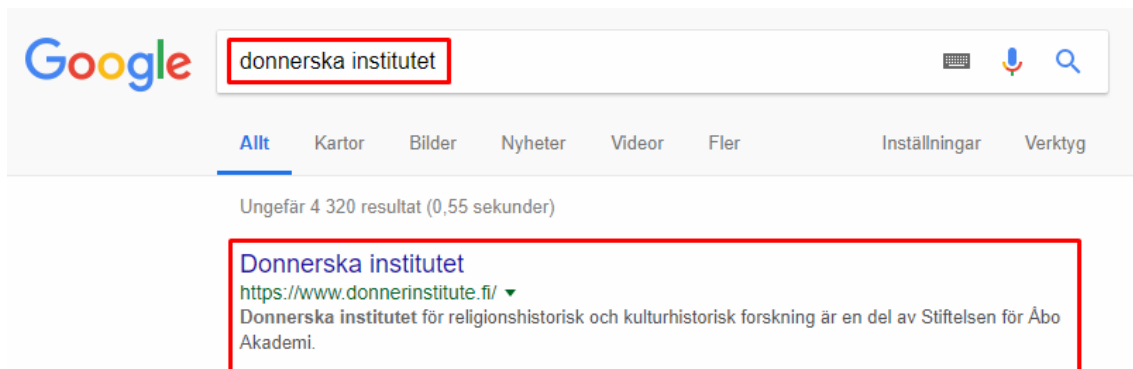 Google donnerska institutet
Allt Kartor Bilder Nyheter Videor Fler Inställningar Verktyg
Ungefär 4 320 resultat (0,55 sekunder)
Donnerska institutet
https://www.donnerinstitute.fi/
Donnerska institutet för religionshistorisk och kulturhistorisk forskning är en del av Stiftelsen för Åbo
Akademi.